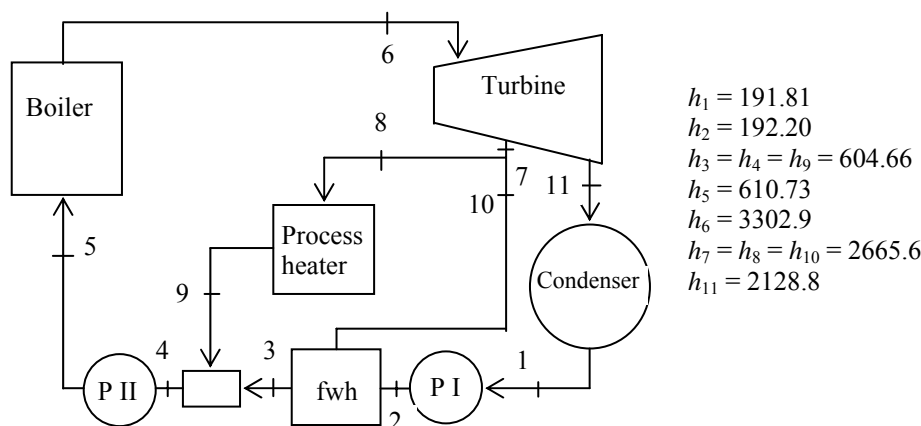 6
Turbine
Boiler
8
7
11
10
h1 = 191.81
h2 = 192.20
h3 = h4 = h9 = 604.66
h5 = 610.73
h6 = 3302.9
h7 = h8 = h10 = 2665.6
h11 = 2128.8
5
Process
heater
Condenser
9
4
3
1
P II
fwh
2
P I